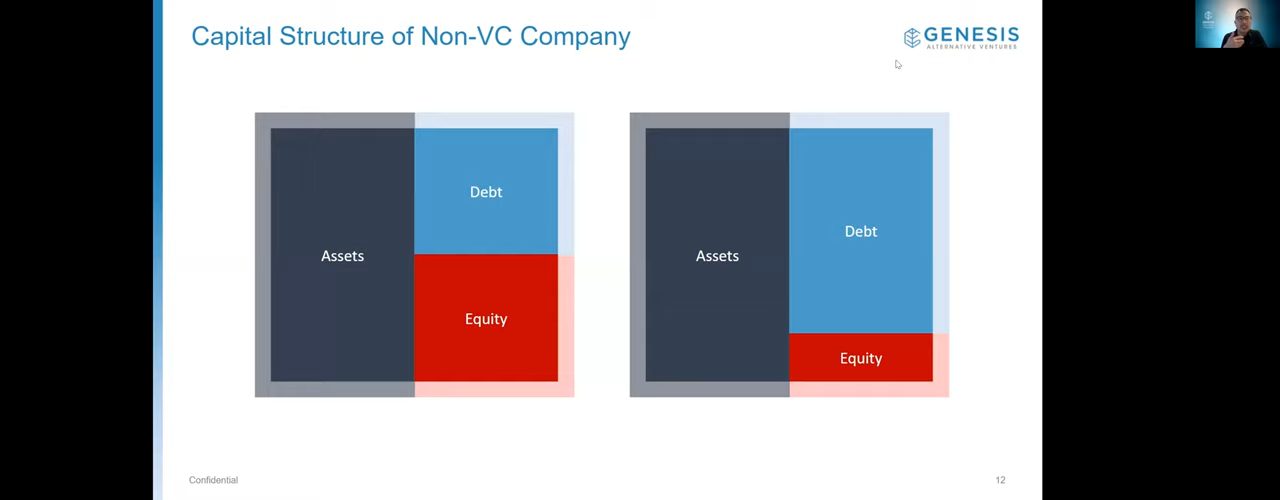 Capital Structure of Non-VC Company
GENESIS
ALTERNATIVE VENTURES
Assets
Debt
Equity
Assets
Debt
Equity
Confidential
12